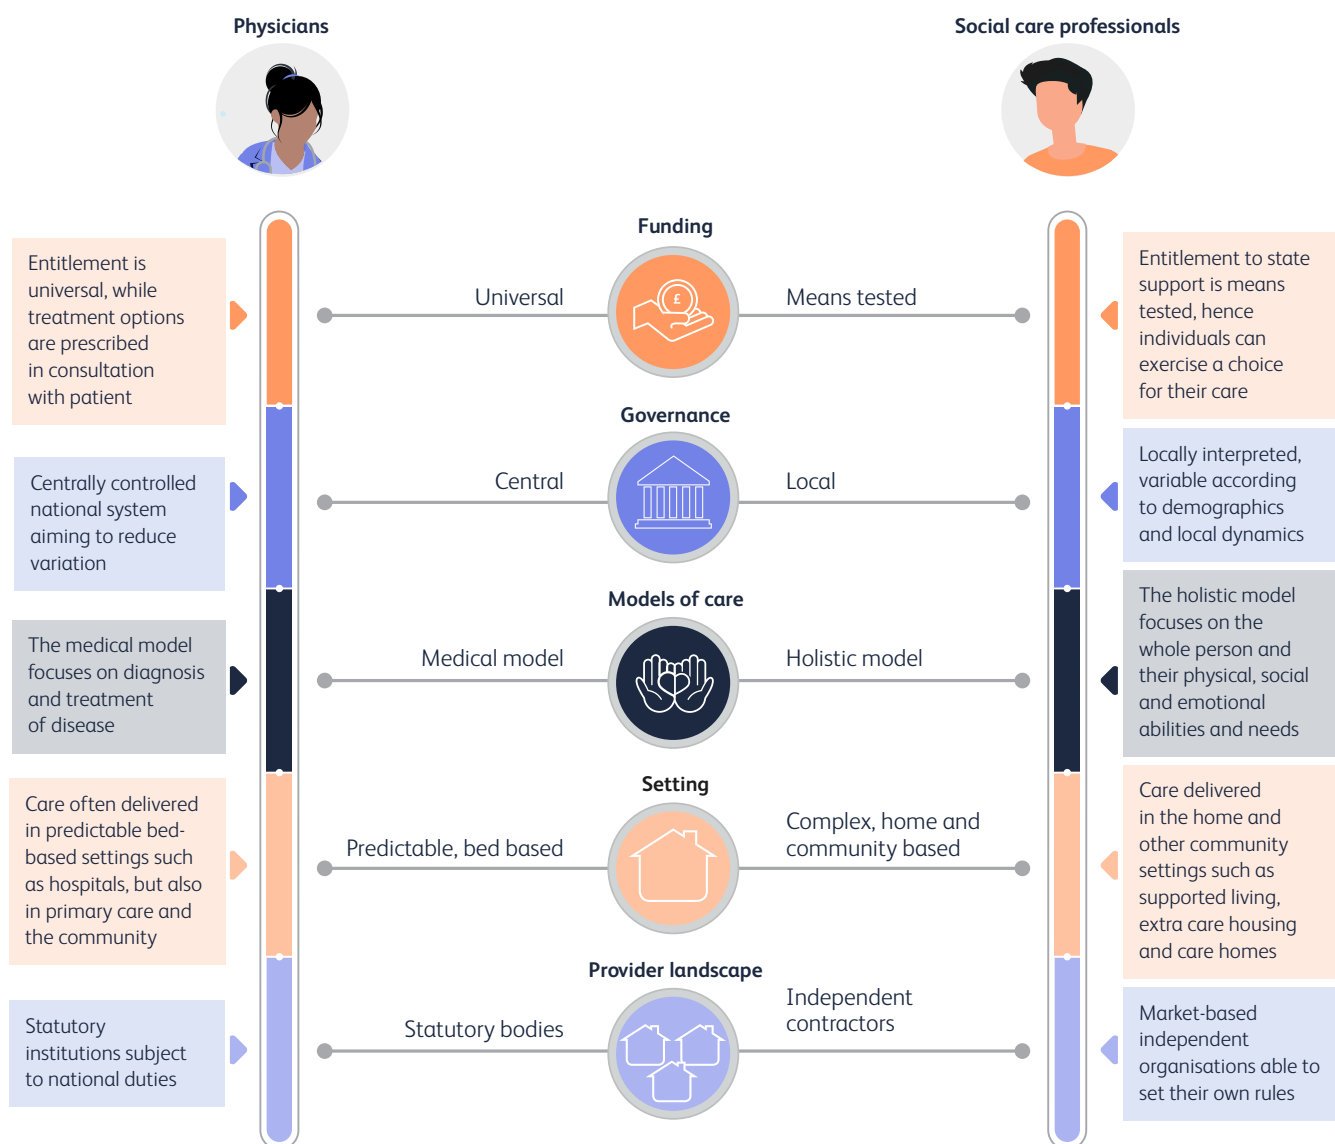 Physicians
Social care professionals
Funding
Entitlement is
universal, while
treatment options
are prescribed
in consultation
with patient
Universal
£
Means tested
Entitlement to state
support is means
tested, hence
individuals can
exercise a choice
for their care
Governance
Centrally controlled
national system
aiming to reduce
variation
Central
Local
Locally interpreted,
variable according
to demographics
and local dynamics
Models of care
The medical model
focuses on diagnosis
and treatment
of disease
Medical model
Holistic model
The holistic model
focuses on the
whole person and
their physical, social
and emotional
abilities and needs
Setting
Care often delivered
in predictable bed-
based settings such
as hospitals, but also
in primary care and
the community
Predictable, bed based
Complex, home and
community based
Care delivered
in the home and
other community
settings such as
supported living,
extra care housing
and care homes
Provider landscape
Statutory
institutions subject
to national duties
Statutory bodies
Independent
contractors
Market-based
independent
organisations able to
set their own rules